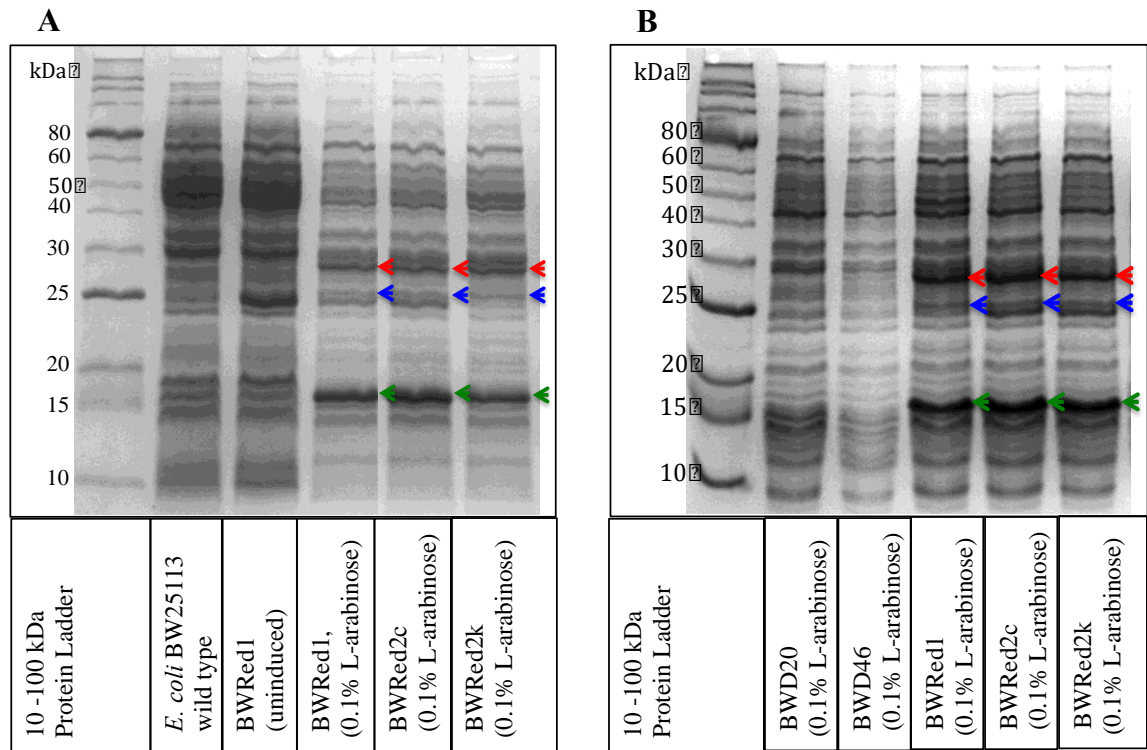 A
kDa⍰
80
60
50⍰
40
30
25
20
15
10
10 -100 kDa
Protein Ladder
E. coli BW25113
wild type
BWRed1
(uninduced)
BWRed1,
(0.1% L-arabinose)
BWRed2c
(0.1% L-arabinose)
BWRed2k
(0.1% L-arabinose)
B
kDa⍰
80⍰
60⍰
50⍰
40⍰
30⍰
25⍰
20⍰
15⍰
10⍰
10 -100 kDa
Protein Ladder
BWD20
(0.1% L-arabinose)
BWD46
(0.1% L-arabinose)
BWRed1
(0.1% L-arabinose)
BWRed2c
(0.1% L-arabinose)
BWRed2k
(0.1% L-arabinose)